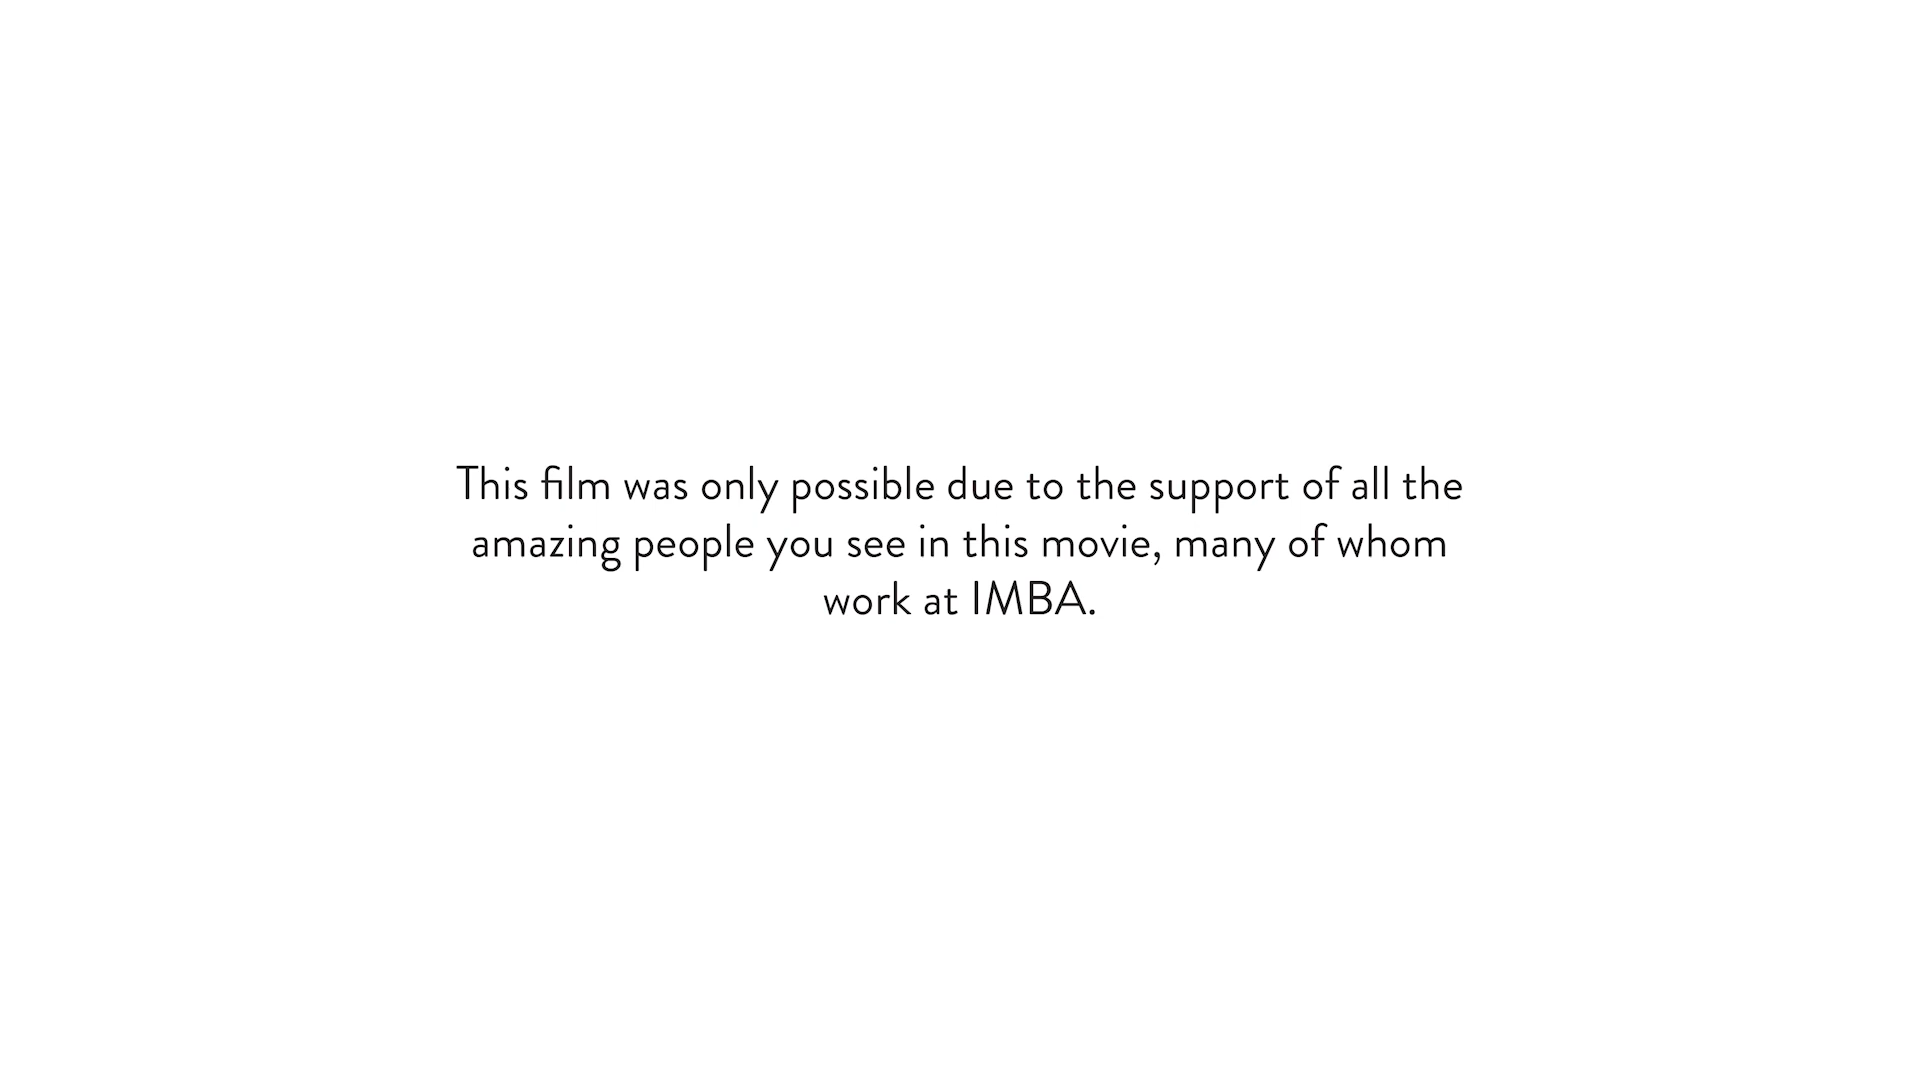 This film was only possible due to the support of all the
amazing people you see in this movie, many of whom
work at IMBA.